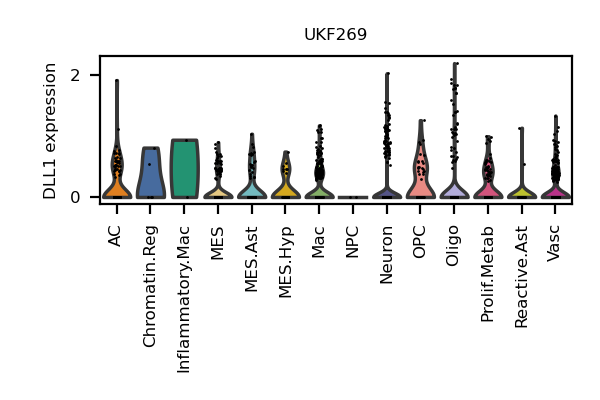 UKF269
DLL1 expression
2
0
AC
Chromatin.Reg
Inflammatory.Mac
MES
MES.Ast
MES.Hyp
Mac
NPC
Neuron
OPC
Oligo
Prolif.Metab
Reactive.Ast
Vasc